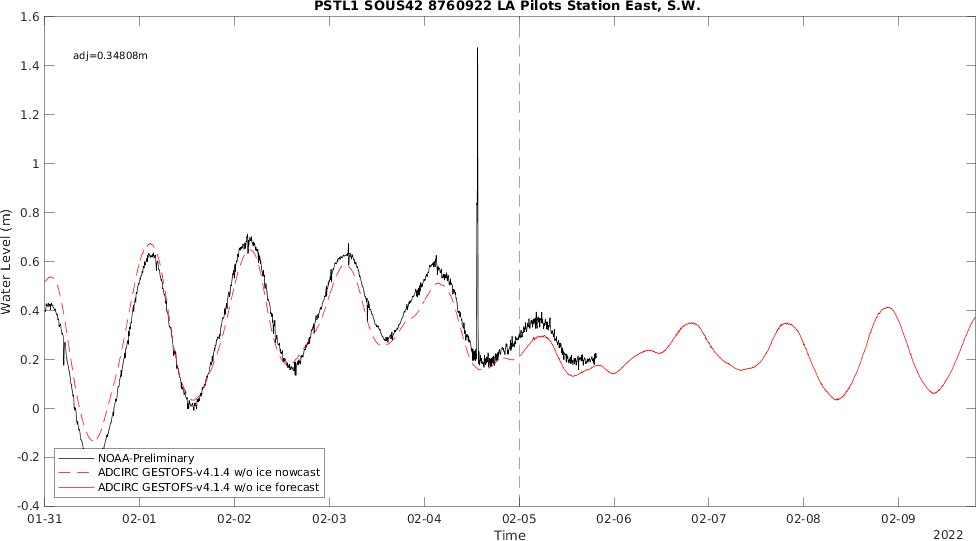 PSTL1 SOUS42 8760922 LA Pilots Station East, S.W.
1.6
1.4
1.2
1
0.8
0.6
0.4
0.2
0
-0.2
-0.4
Water Level (m)
adj=0.34808m
NOAA-Preliminary
ADCIRC GESTOFS-v4.1.4 w/o ice nowcast
ADCIRC GESTOFS-v4.1.4 w/o ice forecast
01-31 02-01 02-02 02-03 02-04 02-05 02-06 02-07 02-08 02-09
Time
2022